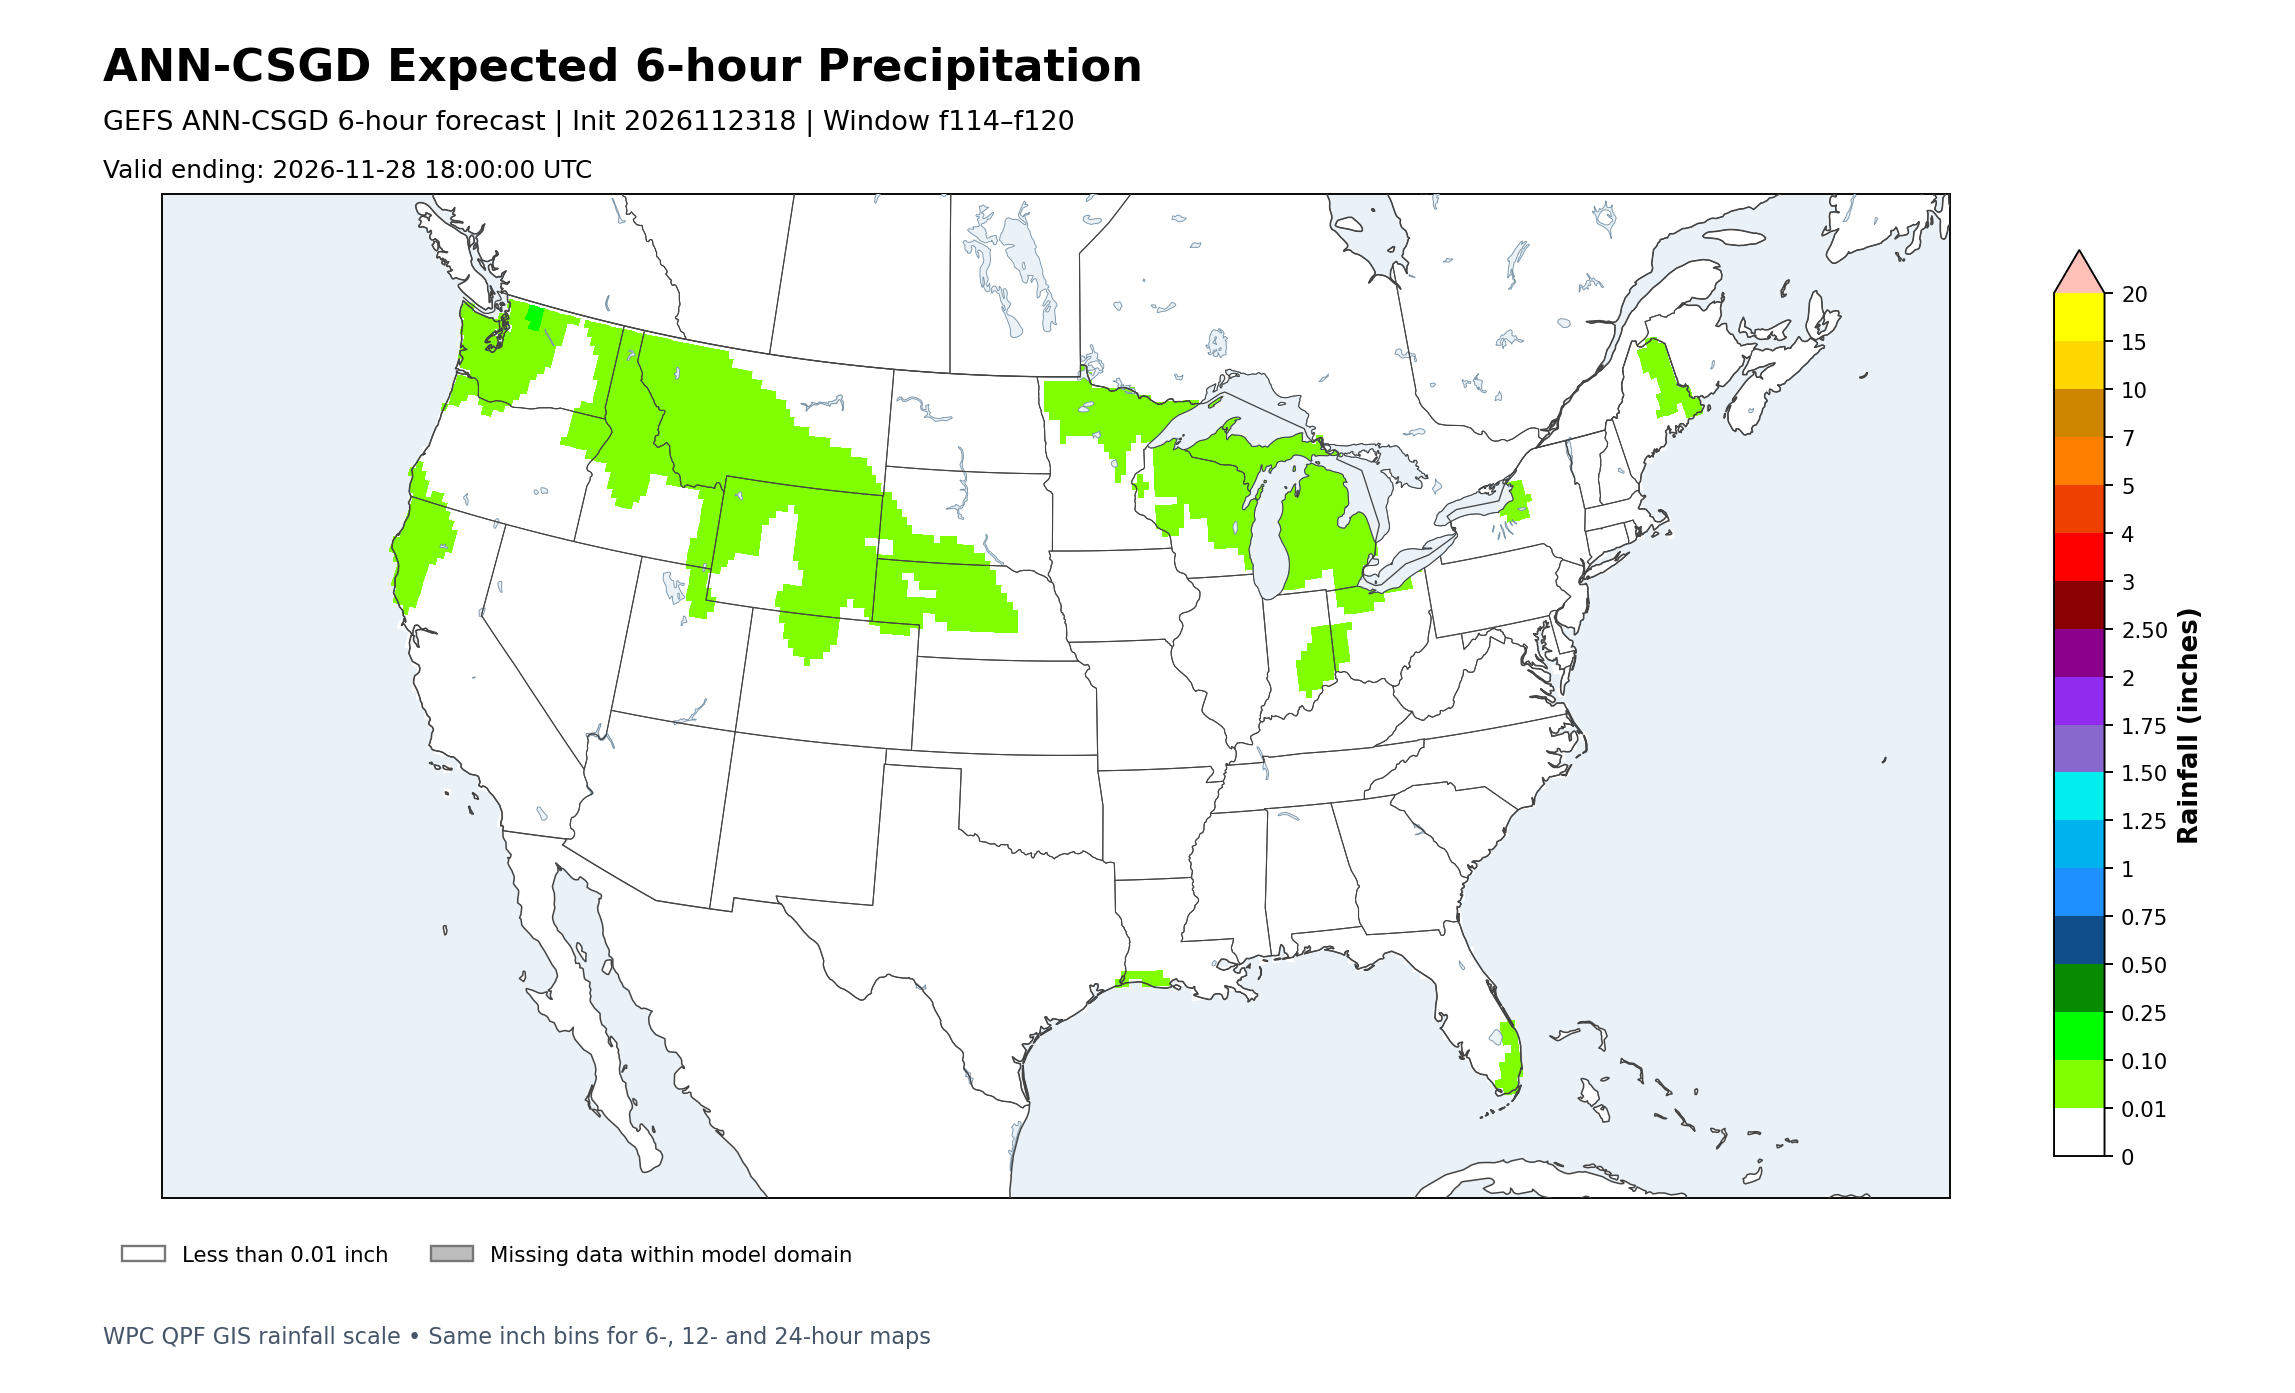 ANN-CSGD Expected 6-hour Precipitation
GEFS ANN-CSGD 6-hour forecast | Init 2026112318 | Window f114–f120
Valid ending: 2026-11-28 18:00:00 UTC
20
15
10
7
5
4
3
2.50
2
1.75
1.50
1.25
1
0.75
0.50
0.25
0.10
0.01
0
Rainfall (inches)
Less than 0.01 inch
Missing data within model domain
WPC QPF GIS rainfall scale • Same inch bins for 6-, 12- and 24-hour maps